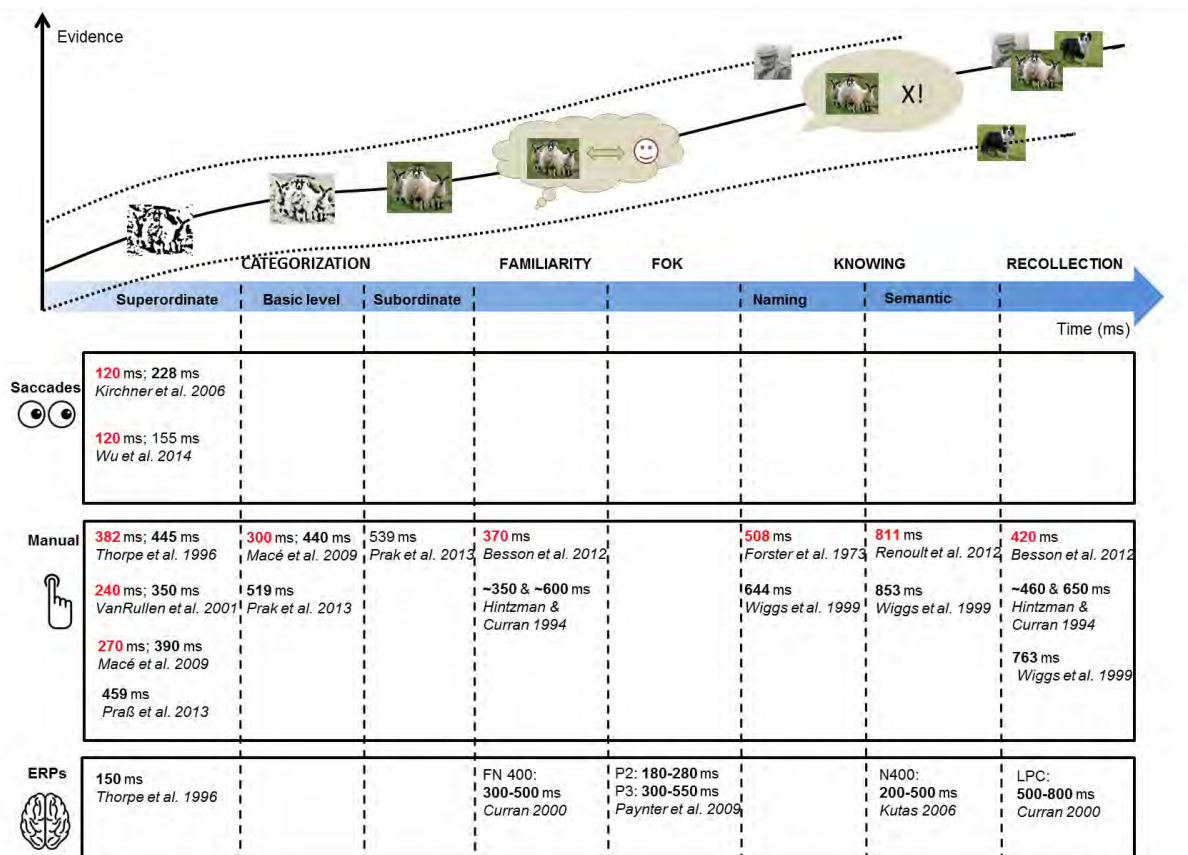 Evidence
X!
CATEGORIZATION
FAMILIARITY
FOK
KNOWING
RECOLLECTION
Superordinate
Basic level
Subordinate
Naming
Semantic
Time (ms)
Saccades
120 ms; 228 ms
Kirchner et al. 2006
120 ms; 155 ms
Wu et al. 2014
Manual
382 ms; 445 ms
Thorpe et al. 1996
240 ms; 350 ms
VanRullen et al. 2001
270 ms; 390 ms
Macé et al. 2009
459 ms
Praß et al. 2013
300 ms; 440 ms
Macé et al. 2009
519 ms
Prak et al. 2013
539 ms
Prak et al. 2013
370 ms
Besson et al. 2012
~350 & ~600 ms
Hintzman &
Curran 1994
508 ms
Forster et al. 1973
644 ms
Wiggs et al. 1999
811 ms
Renoult et al. 2012
853 ms
Wiggs et al. 1999
420 ms
Besson et al. 2012
~460 & 650 ms
Hintzman &
Curran 1994
763 ms
Wiggs et al. 1999
ERPs
150 ms
Thorpe et al. 1996
FN 400:
300-500 ms
Curran 2000
P2: 180-280 ms
P3: 300-550 ms
Paynter et al. 2009
N400:
200-500 ms
Kutas 2006
LPC:
500-800 ms
Curran 2000